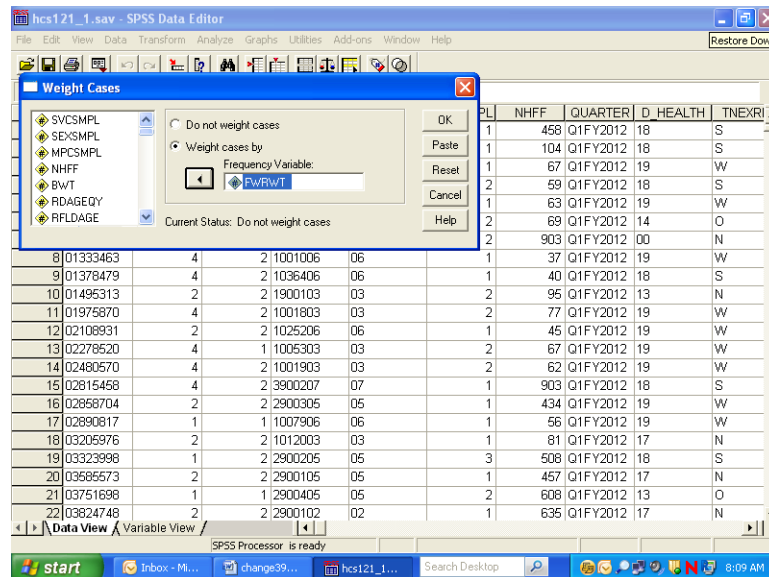 hcs121_1.sav - SPSS Data Editor
File Edit View Data Transform Analyze Graphs Utilities Add-ons Window Help
Restore Dow
Weight Cases
SVCSMPL
SEXSMPL
MPCSMPL
NHFF
BWT
RDAGEQY
RFLDAGE
Do not weight cases
Weight cases by
Frequency Variable:
FWRWT
Current Status: Do not weight cases
OK
Paste
Reset
Cancel
Help
PL NHFF QUARTER D_HEALTH TNEXRI
1 458 Q1FY2012 18 S
1 104 Q1FY2012 18 S
1 67 Q1FY2012 19 W
2 59 Q1FY2012 18 S
1 63 Q1FY2012 19 W
2 69 Q1FY2012 14 O
2 903 Q1FY2012 00 N
8 01333463 4 2 1001006 06 1 37 Q1FY2012 19 W
9 01378479 4 2 1036406 06 1 40 Q1FY2012 18 S
10 01495313 2 2 1900103 03 2 95 Q1FY2012 13 N
11 01975870 4 2 1001803 03 2 77 Q1FY2012 19 W
12 02108931 2 2 1025206 06 1 45 Q1FY2012 19 W
13 02278520 4 1 1005303 03 2 67 Q1FY2012 19 W
14 02480570 4 2 1001903 03 2 62 Q1FY2012 19 W
15 02815458 4 2 3900207 07 1 903 Q1FY2012 18 S
16 02858704 2 2 2900305 05 1 434 Q1FY2012 19 W
17 02890817 1 1 1007906 06 1 56 Q1FY2012 19 W
18 03205976 2 2 1012003 03 1 81 Q1FY2012 17 N
19 03323998 1 2 2900205 05 3 508 Q1FY2012 18 S
20 03585573 2 2 2900105 05 1 457 Q1FY2012 17 N
21 03751698 1 1 2900405 05 2 608 Q1FY2012 13 O
22 03824748 2 2 2900102 02 1 635 Q1FY2012 17 N
Data View Variable View
SPSS Processor is ready
start Inbox - Mi... change39... hcs121_1... Search Desktop 8:09 AM